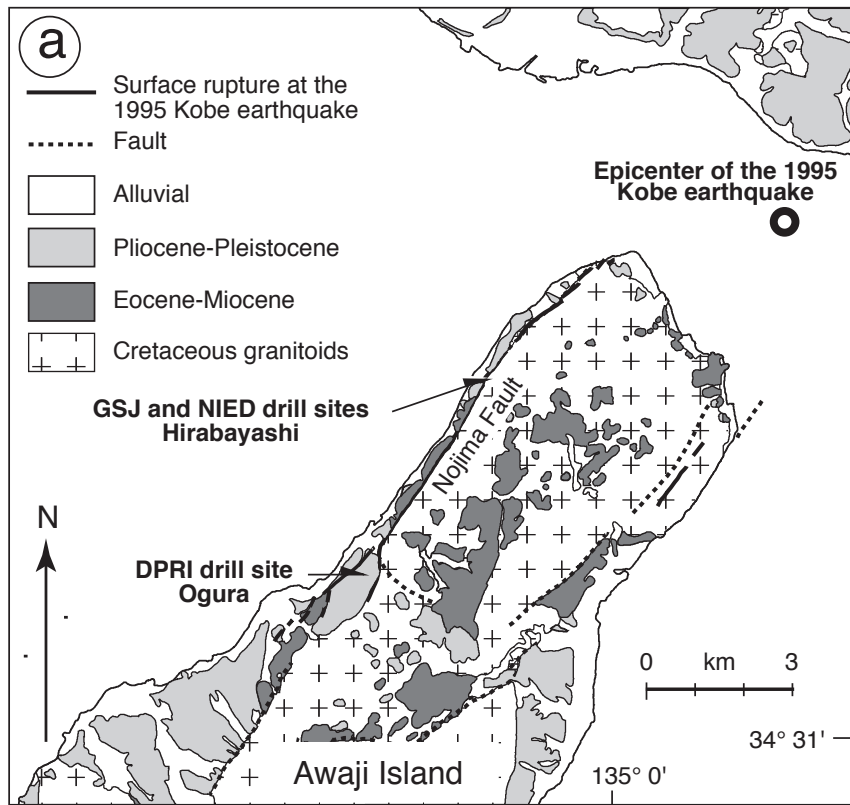 a
Surface rupture at the
1995 Kobe earthquake
Fault
Alluvial
Pliocene-Pleistocene
Eocene-Miocene
Cretaceous granitoids
Epicenter of the 1995
Kobe earthquake
GSJ and NIED drill sites
Hirabayashi
Nojima Fault
N
DPRI drill site
Ogura
0 km 3
34° 31'
Awaji Island
135° 0'